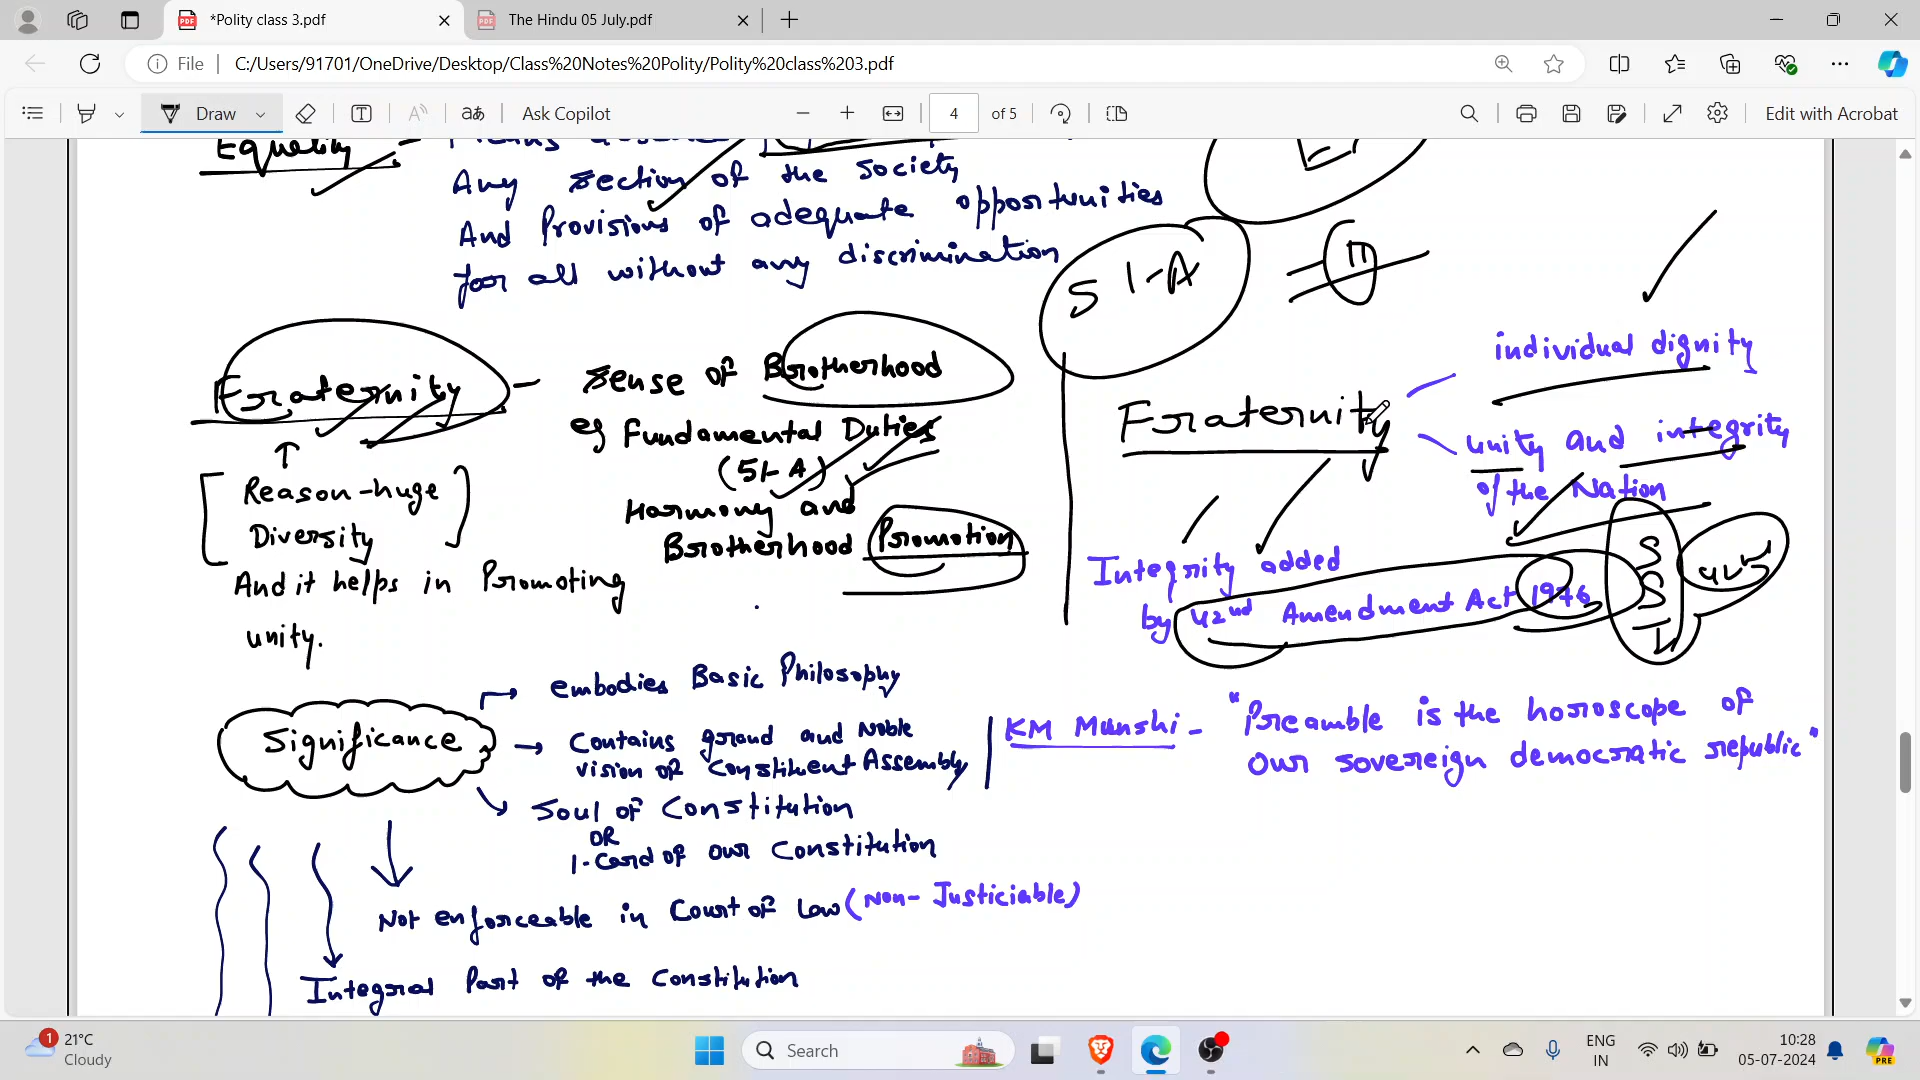 *Polity class 3.pdf
The Hindu 05 July.pdf
File
C:/Users/91701/OneDrive/Desktop/Class%20Notes%20Polity/Polity%20class%203.pdf
Draw
Ask Copilot
4 of 5
Edit with Acrobat
Equality -
Any section of the society
And Provisions of adequate opportunities
for all without any discrimination
51-A
II
Fraternity - sense of Brotherhood
eg Fundamental Duties
(51-A)
Harmony and
Brotherhood Promotion
[Reason-huge
Diversity]
And it helps in Promoting
unity.
Fraternity
individual dignity
unity and integrity
of the Nation
Integrity added
by 42nd Amendment Act 1976
S
S
I
42nd
Significance
embodies Basic Philosophy
Contains grand and Noble
vision of Constituent Assembly
Soul of Constitution
OR
I-Card of our Constitution
KM Munshi - "Preamble is the horoscope of
our sovereign democratic republic"
Not enforceable in Court of Law (Non-Justiciable)
Integral Part of the Constitution
1
21°C
Cloudy
Search
ENG
IN
10:28
05-07-2024
PRE